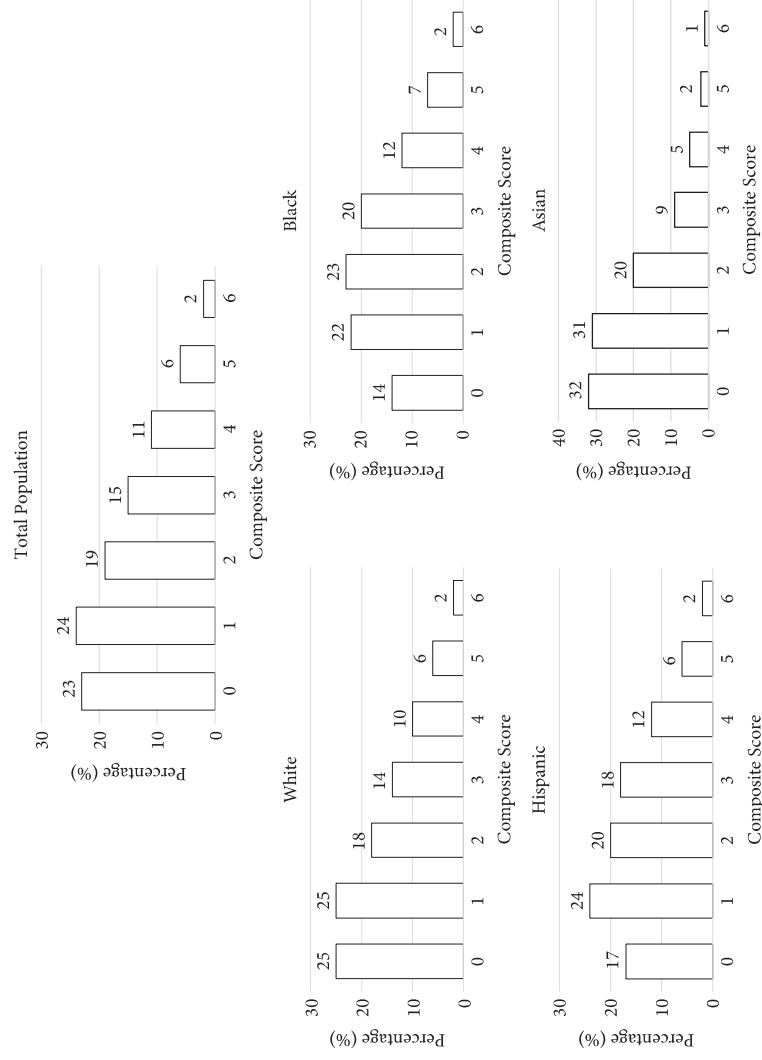 Total Population
30
20
10
0
Percentage (%)
23
24
19
15
11
6
2
0 1 2 3 4 5 6
Composite Score
White
30
20
10
0
Percentage (%)
25
25
18
14
10
6
2
0 1 2 3 4 5 6
Composite Score
Black
30
20
10
0
Percentage (%)
14
22
23
20
12
7
2
0 1 2 3 4 5 6
Composite Score
Hispanic
30
20
10
0
Percentage (%)
17
24
20
18
12
6
2
0 1 2 3 4 5 6
Composite Score
Asian
40
30
20
10
0
Percentage (%)
32
31
20
9
5
2
1
0 1 2 3 4 5 6
Composite Score